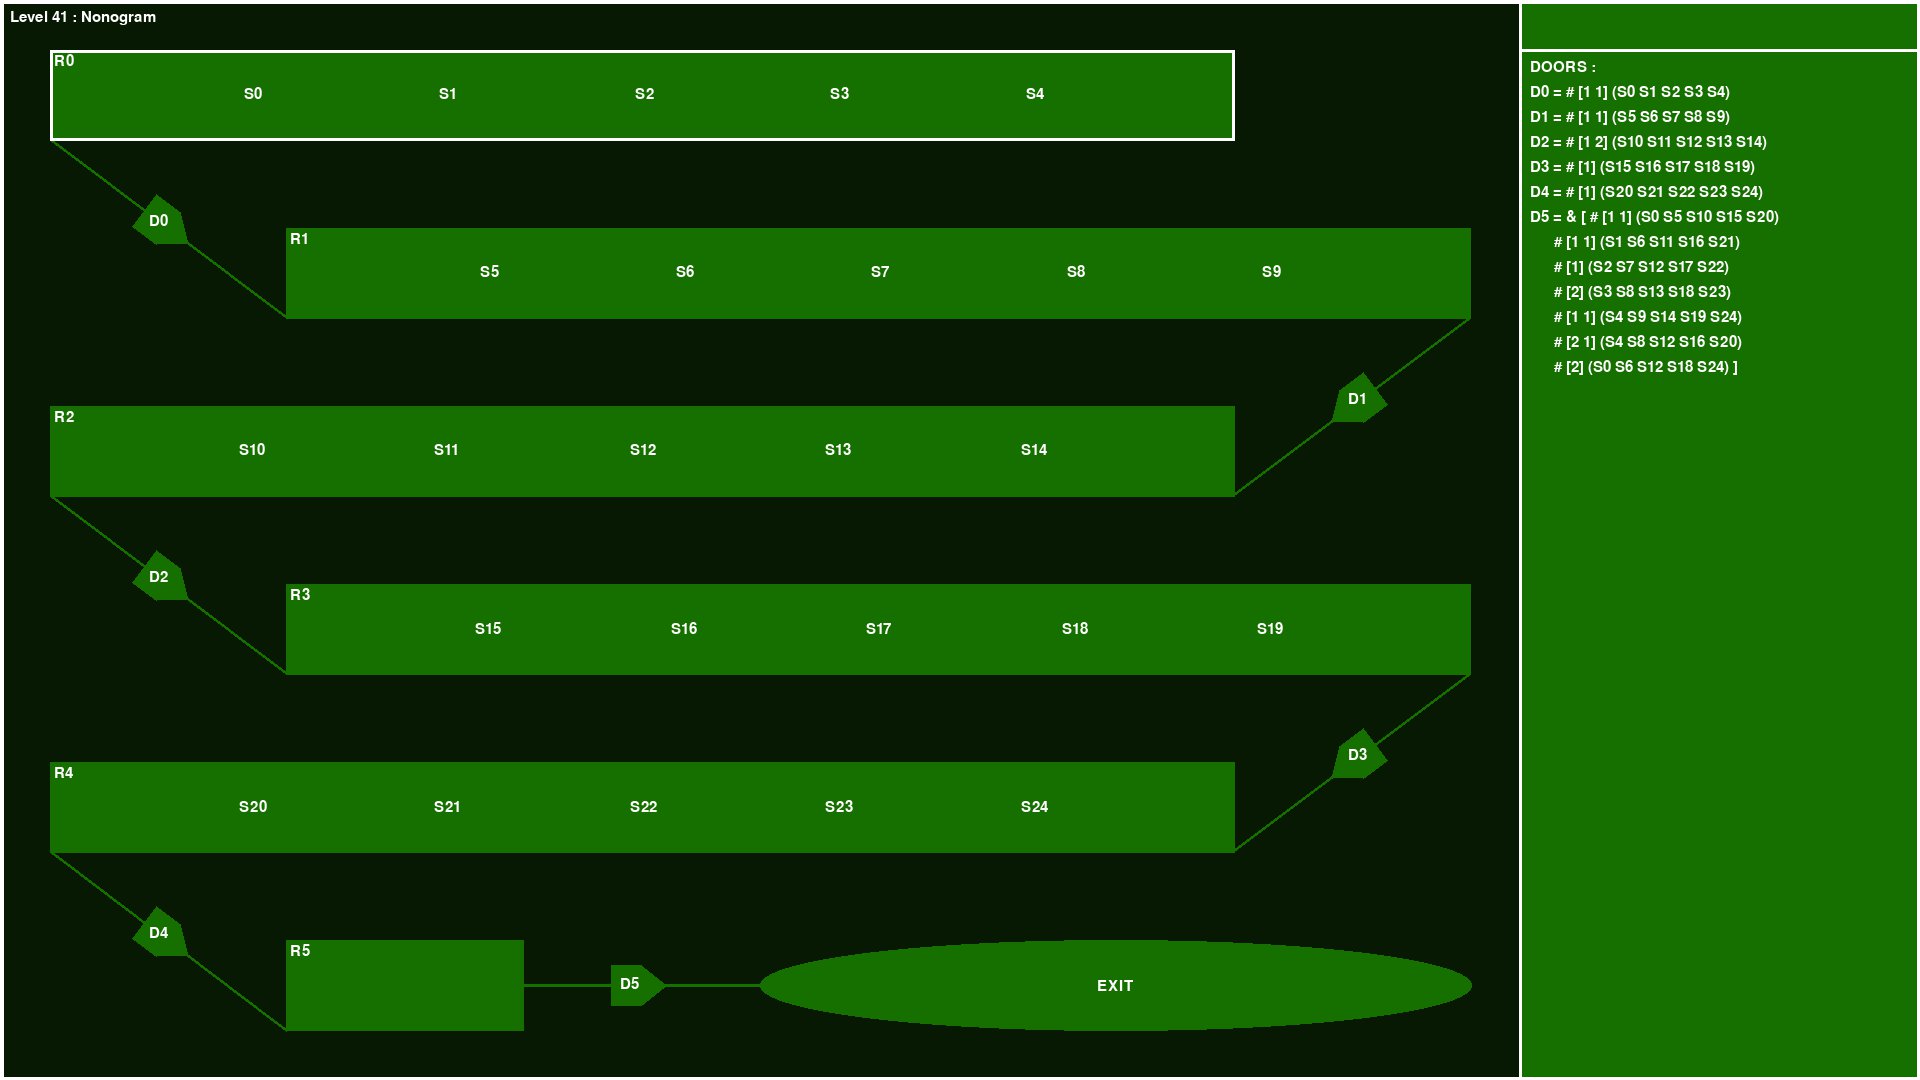 Level 41 : Nonogram
R0
S0 S1 S2 S3 S4
D0
R1
S5 S6 S7 S8 S9
D1
R2
S10 S11 S12 S13 S14
D2
R3
S15 S16 S17 S18 S19
D3
R4
S20 S21 S22 S23 S24
D4
R5
D5
EXIT
DOORS :
D0 = # [1 1] (S0 S1 S2 S3 S4)
D1 = # [1 1] (S5 S6 S7 S8 S9)
D2 = # [1 2] (S10 S11 S12 S13 S14)
D3 = # [1] (S15 S16 S17 S18 S19)
D4 = # [1] (S20 S21 S22 S23 S24)
D5 = & [ # [1 1] (S0 S5 S10 S15 S20)
# [1 1] (S1 S6 S11 S16 S21)
# [1] (S2 S7 S12 S17 S22)
# [2] (S3 S8 S13 S18 S23)
# [1 1] (S4 S9 S14 S19 S24)
# [2 1] (S4 S8 S12 S16 S20)
# [2] (S0 S6 S12 S18 S24) ]